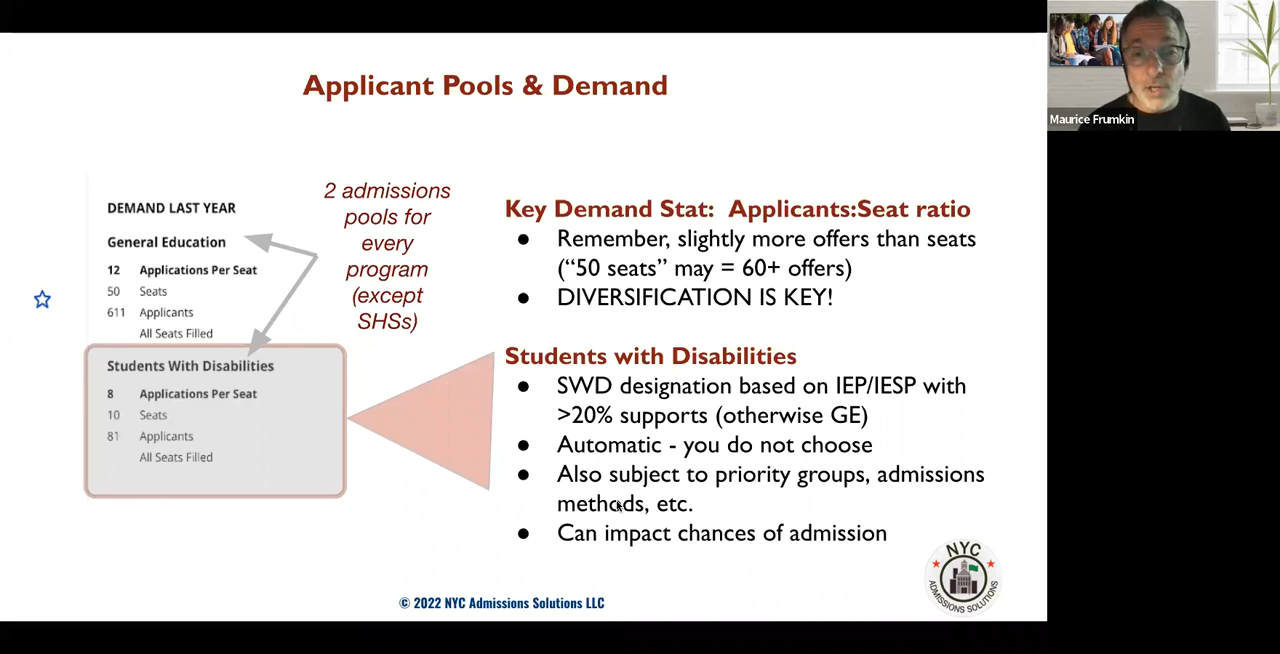 Applicant Pools & Demand
Maurice Frumkin
DEMAND LAST YEAR
General Education
12 Applications Per Seat
50 Seats
611 Applicants
All Seats Filled
Students With Disabilities
8 Applications Per Seat
10 Seats
81 Applicants
All Seats Filled
2 admissions
pools for
every
program
(except
SHSs)
Key Demand Stat: Applicants:Seat ratio
● Remember, slightly more offers than seats
(“50 seats” may = 60+ offers)
● DIVERSIFICATION IS KEY!
Students with Disabilities
● SWD designation based on IEP/IESP with
>20% supports (otherwise GE)
● Automatic - you do not choose
● Also subject to priority groups, admissions
methods, etc.
● Can impact chances of admission
NYC
ADMISSIONS SOLUTIONS
© 2022 NYC Admissions Solutions LLC